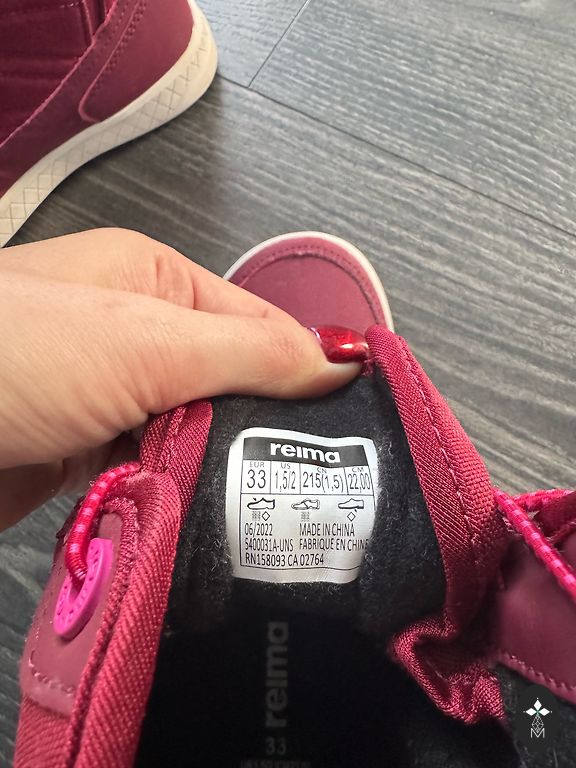 reima
EUR US CN CM
33 1,5/2 215(1,5) 22,00
06/2022 MADE IN CHINA
5400031A-UNS FABRIQUÉ EN CHINE
RN158093 CA 02764
reima
33